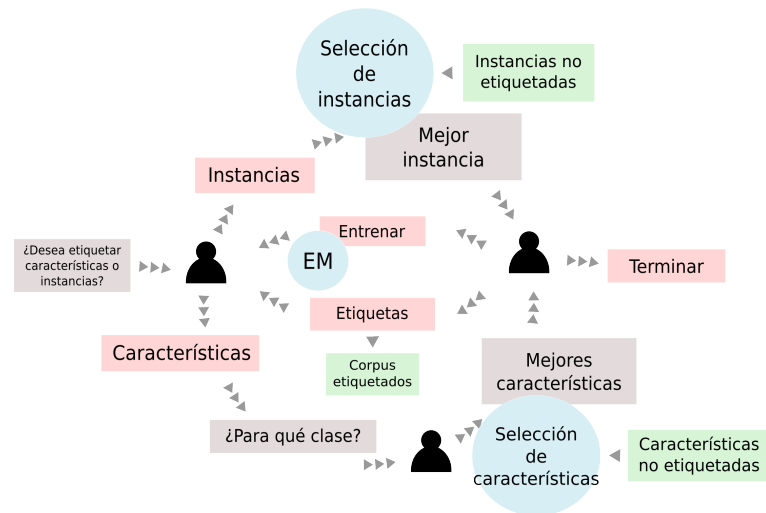 Selección
de
instancias
Instancias no
etiquetadas
Mejor
instancia
Instancias
Entrenar
¿Desea etiquetar
características o
instancias?
EM
Terminar
Etiquetas
Características
Corpus
etiquetados
Mejores
características
¿Para qué clase?
Selección
de
características
Características
no etiquetadas